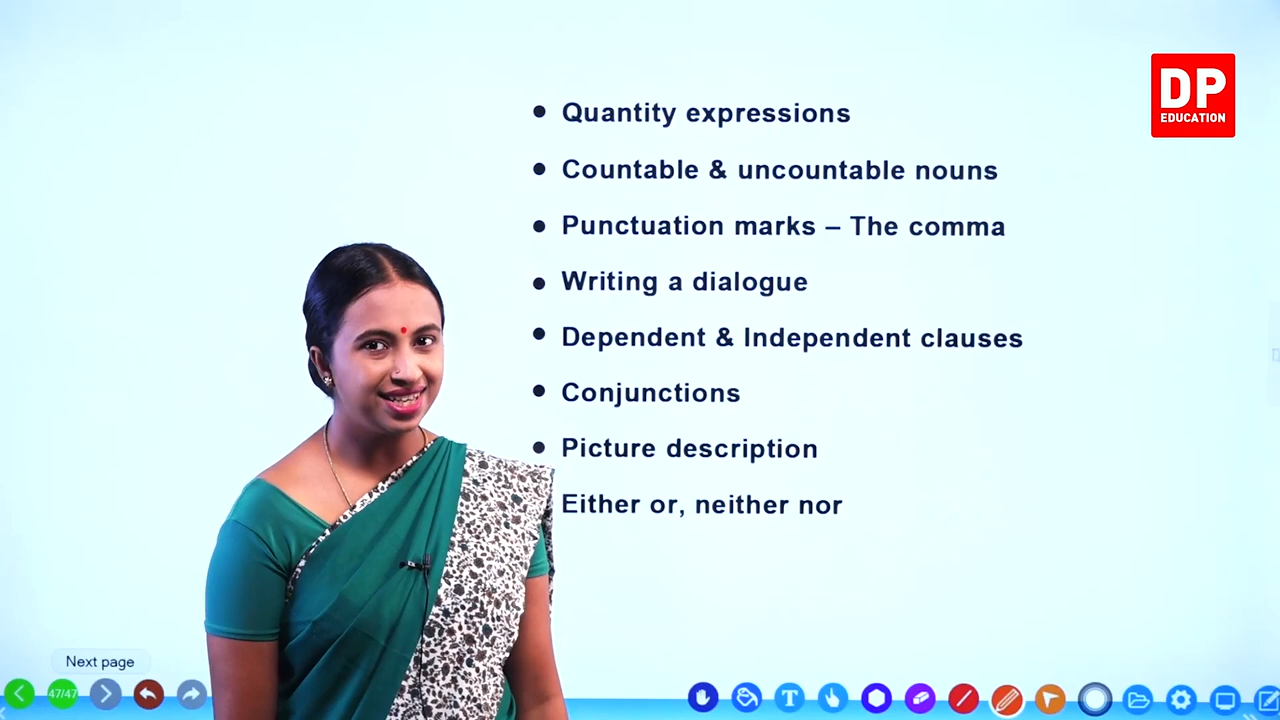 DP
EDUCATION
Quantity expressions
Countable & uncountable nouns
Punctuation marks – The comma
Writing a dialogue
Dependent & Independent clauses
Conjunctions
Picture description
Either or, neither nor
Next page
47/47
T